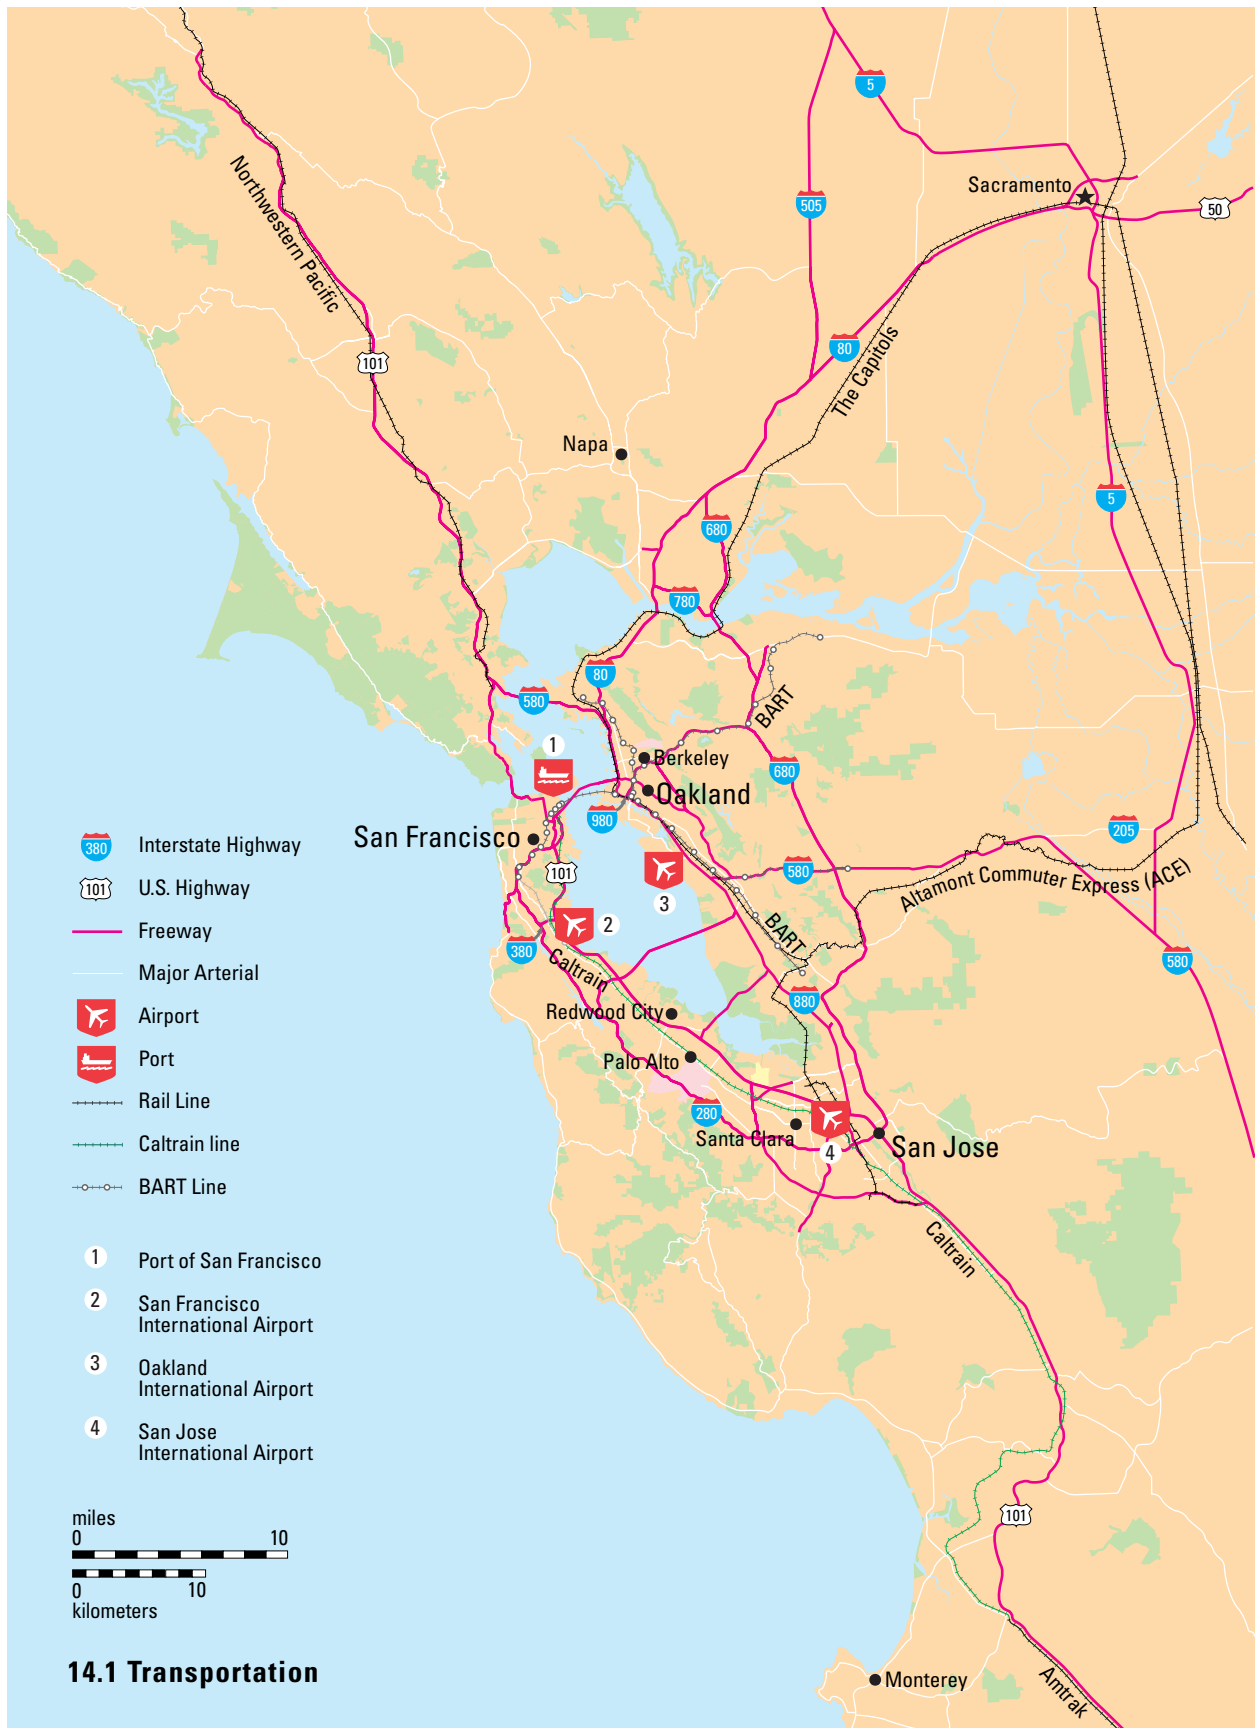 5
Sacramento
505
50
Northwestern Pacific
80
The Capitols
101
Napa
5
680
780
80
580
BART
1
Berkeley
680
Oakland
980
205
San Francisco
101
580
Altamont Commuter Express (ACE)
3
2
BART
380
Caltrain
580
880
Redwood City
Palo Alto
280
Santa Clara
San Jose
4
Caltrain
101
Monterey
Amtrak
380
Interstate Highway
101
U.S. Highway
Freeway
Major Arterial
Airport
Port
Rail Line
Caltrain line
BART Line
1
Port of San Francisco
2
San Francisco
International Airport
3
Oakland
International Airport
4
San Jose
International Airport
miles
0 10
0 10
kilometers
14.1 Transportation